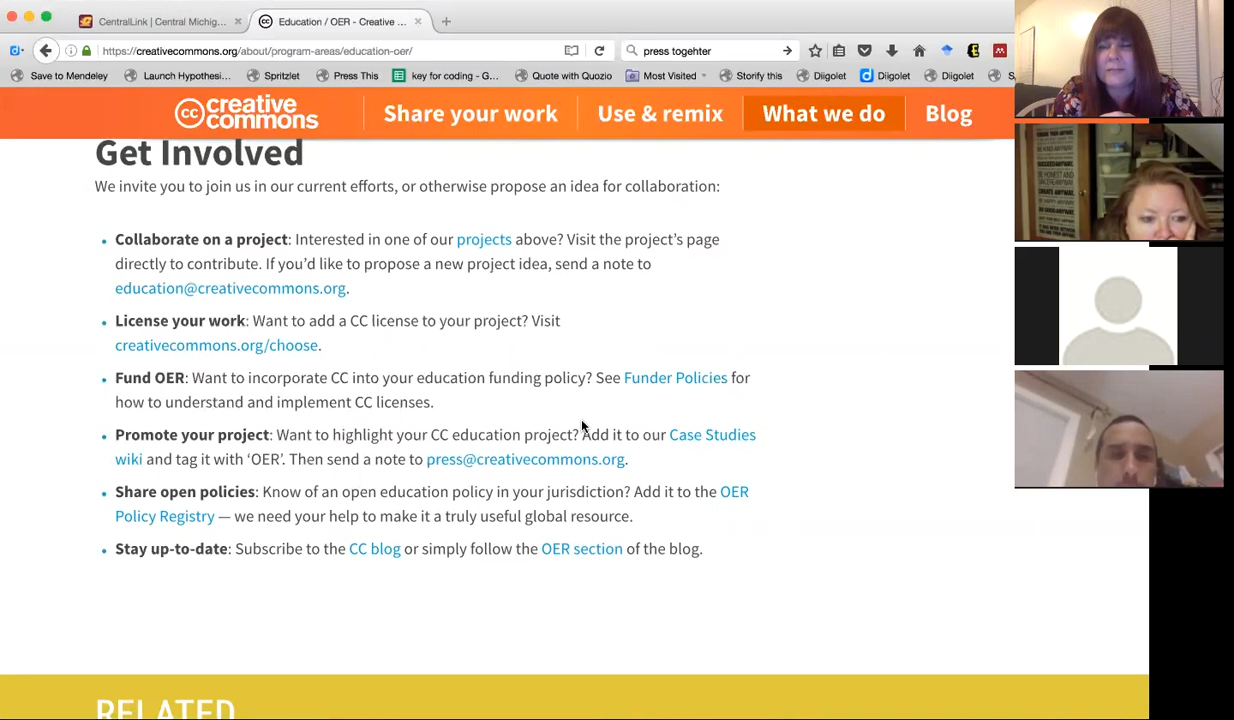 CentralLink | Central Michig...
Education / OER - Creative ...
https://creativecommons.org/about/program-areas/education-oer/
press togehter
Save to Mendeley
Launch Hypothesi...
Spritzlet
Press This
key for coding - G...
Quote with Quozio
Most Visited
Storify this
Diigolet
Diigolet
Diigolet
cc creative commons
Share your work
Use & remix
What we do
Blog
Get Involved
We invite you to join us in our current efforts, or otherwise propose an idea for collaboration:
• Collaborate on a project: Interested in one of our projects above? Visit the project's page
directly to contribute. If you'd like to propose a new project idea, send a note to
education@creativecommons.org.
• License your work: Want to add a CC license to your project? Visit
creativecommons.org/choose.
• Fund OER: Want to incorporate CC into your education funding policy? See Funder Policies for
how to understand and implement CC licenses.
• Promote your project: Want to highlight your CC education project? Add it to our Case Studies
wiki and tag it with 'OER'. Then send a note to press@creativecommons.org.
• Share open policies: Know of an open education policy in your jurisdiction? Add it to the OER
Policy Registry — we need your help to make it a truly useful global resource.
• Stay up-to-date: Subscribe to the CC blog or simply follow the OER section of the blog.
RELATED